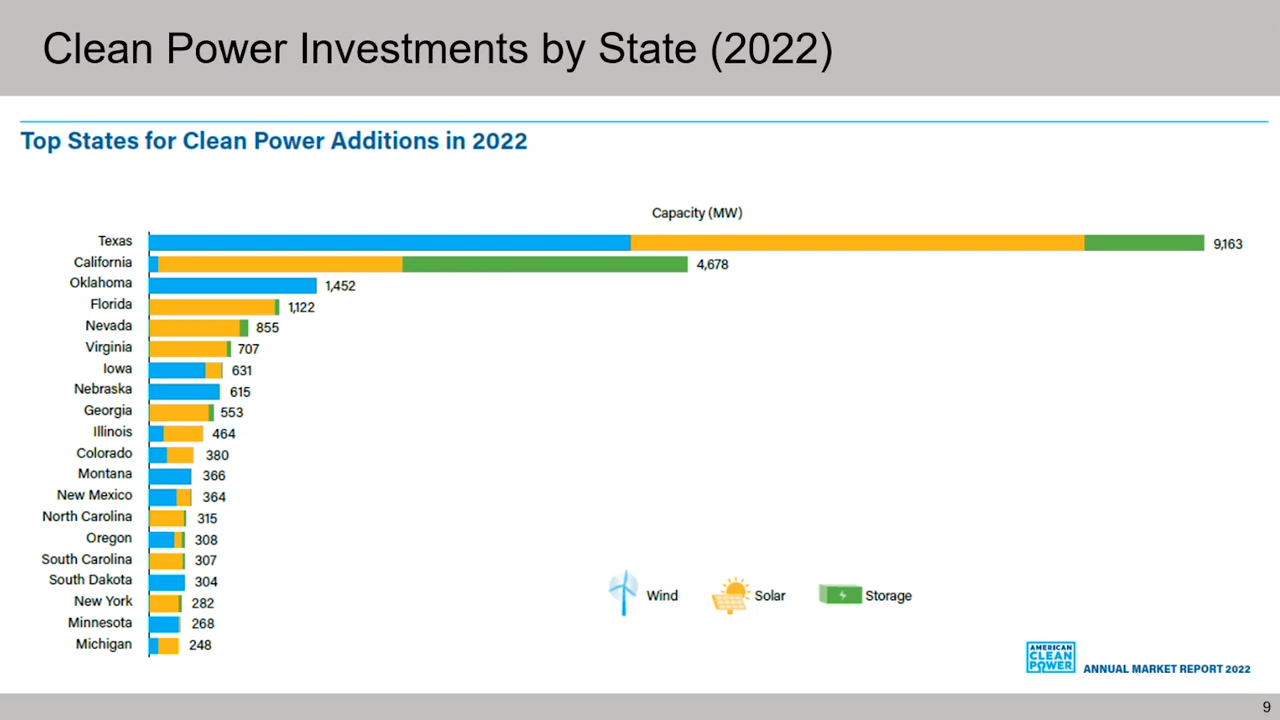 Clean Power Investments by State (2022)
Top States for Clean Power Additions in 2022
Capacity (MW)
Texas 9,163
California 4,678
Oklahoma 1,452
Florida 1,122
Nevada 855
Virginia 707
Iowa 631
Nebraska 615
Georgia 553
Illinois 464
Colorado 380
Montana 366
New Mexico 364
North Carolina 315
Oregon 308
South Carolina 307
South Dakota 304
New York 282
Minnesota 268
Michigan 248
Wind Solar Storage
AMERICAN
CLEAN
POWER
ANNUAL MARKET REPORT 2022
9